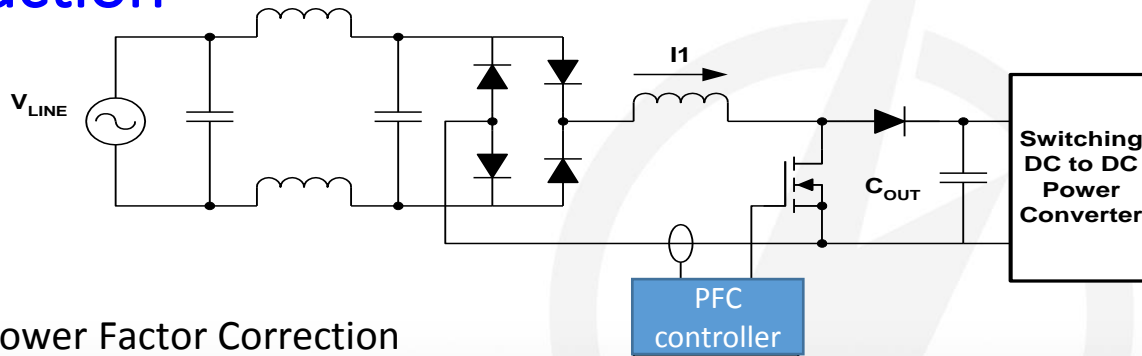 V_LINE
I1
C_OUT
Switching
DC to DC
Power
Converter
PFC
controller
ower Factor Correction